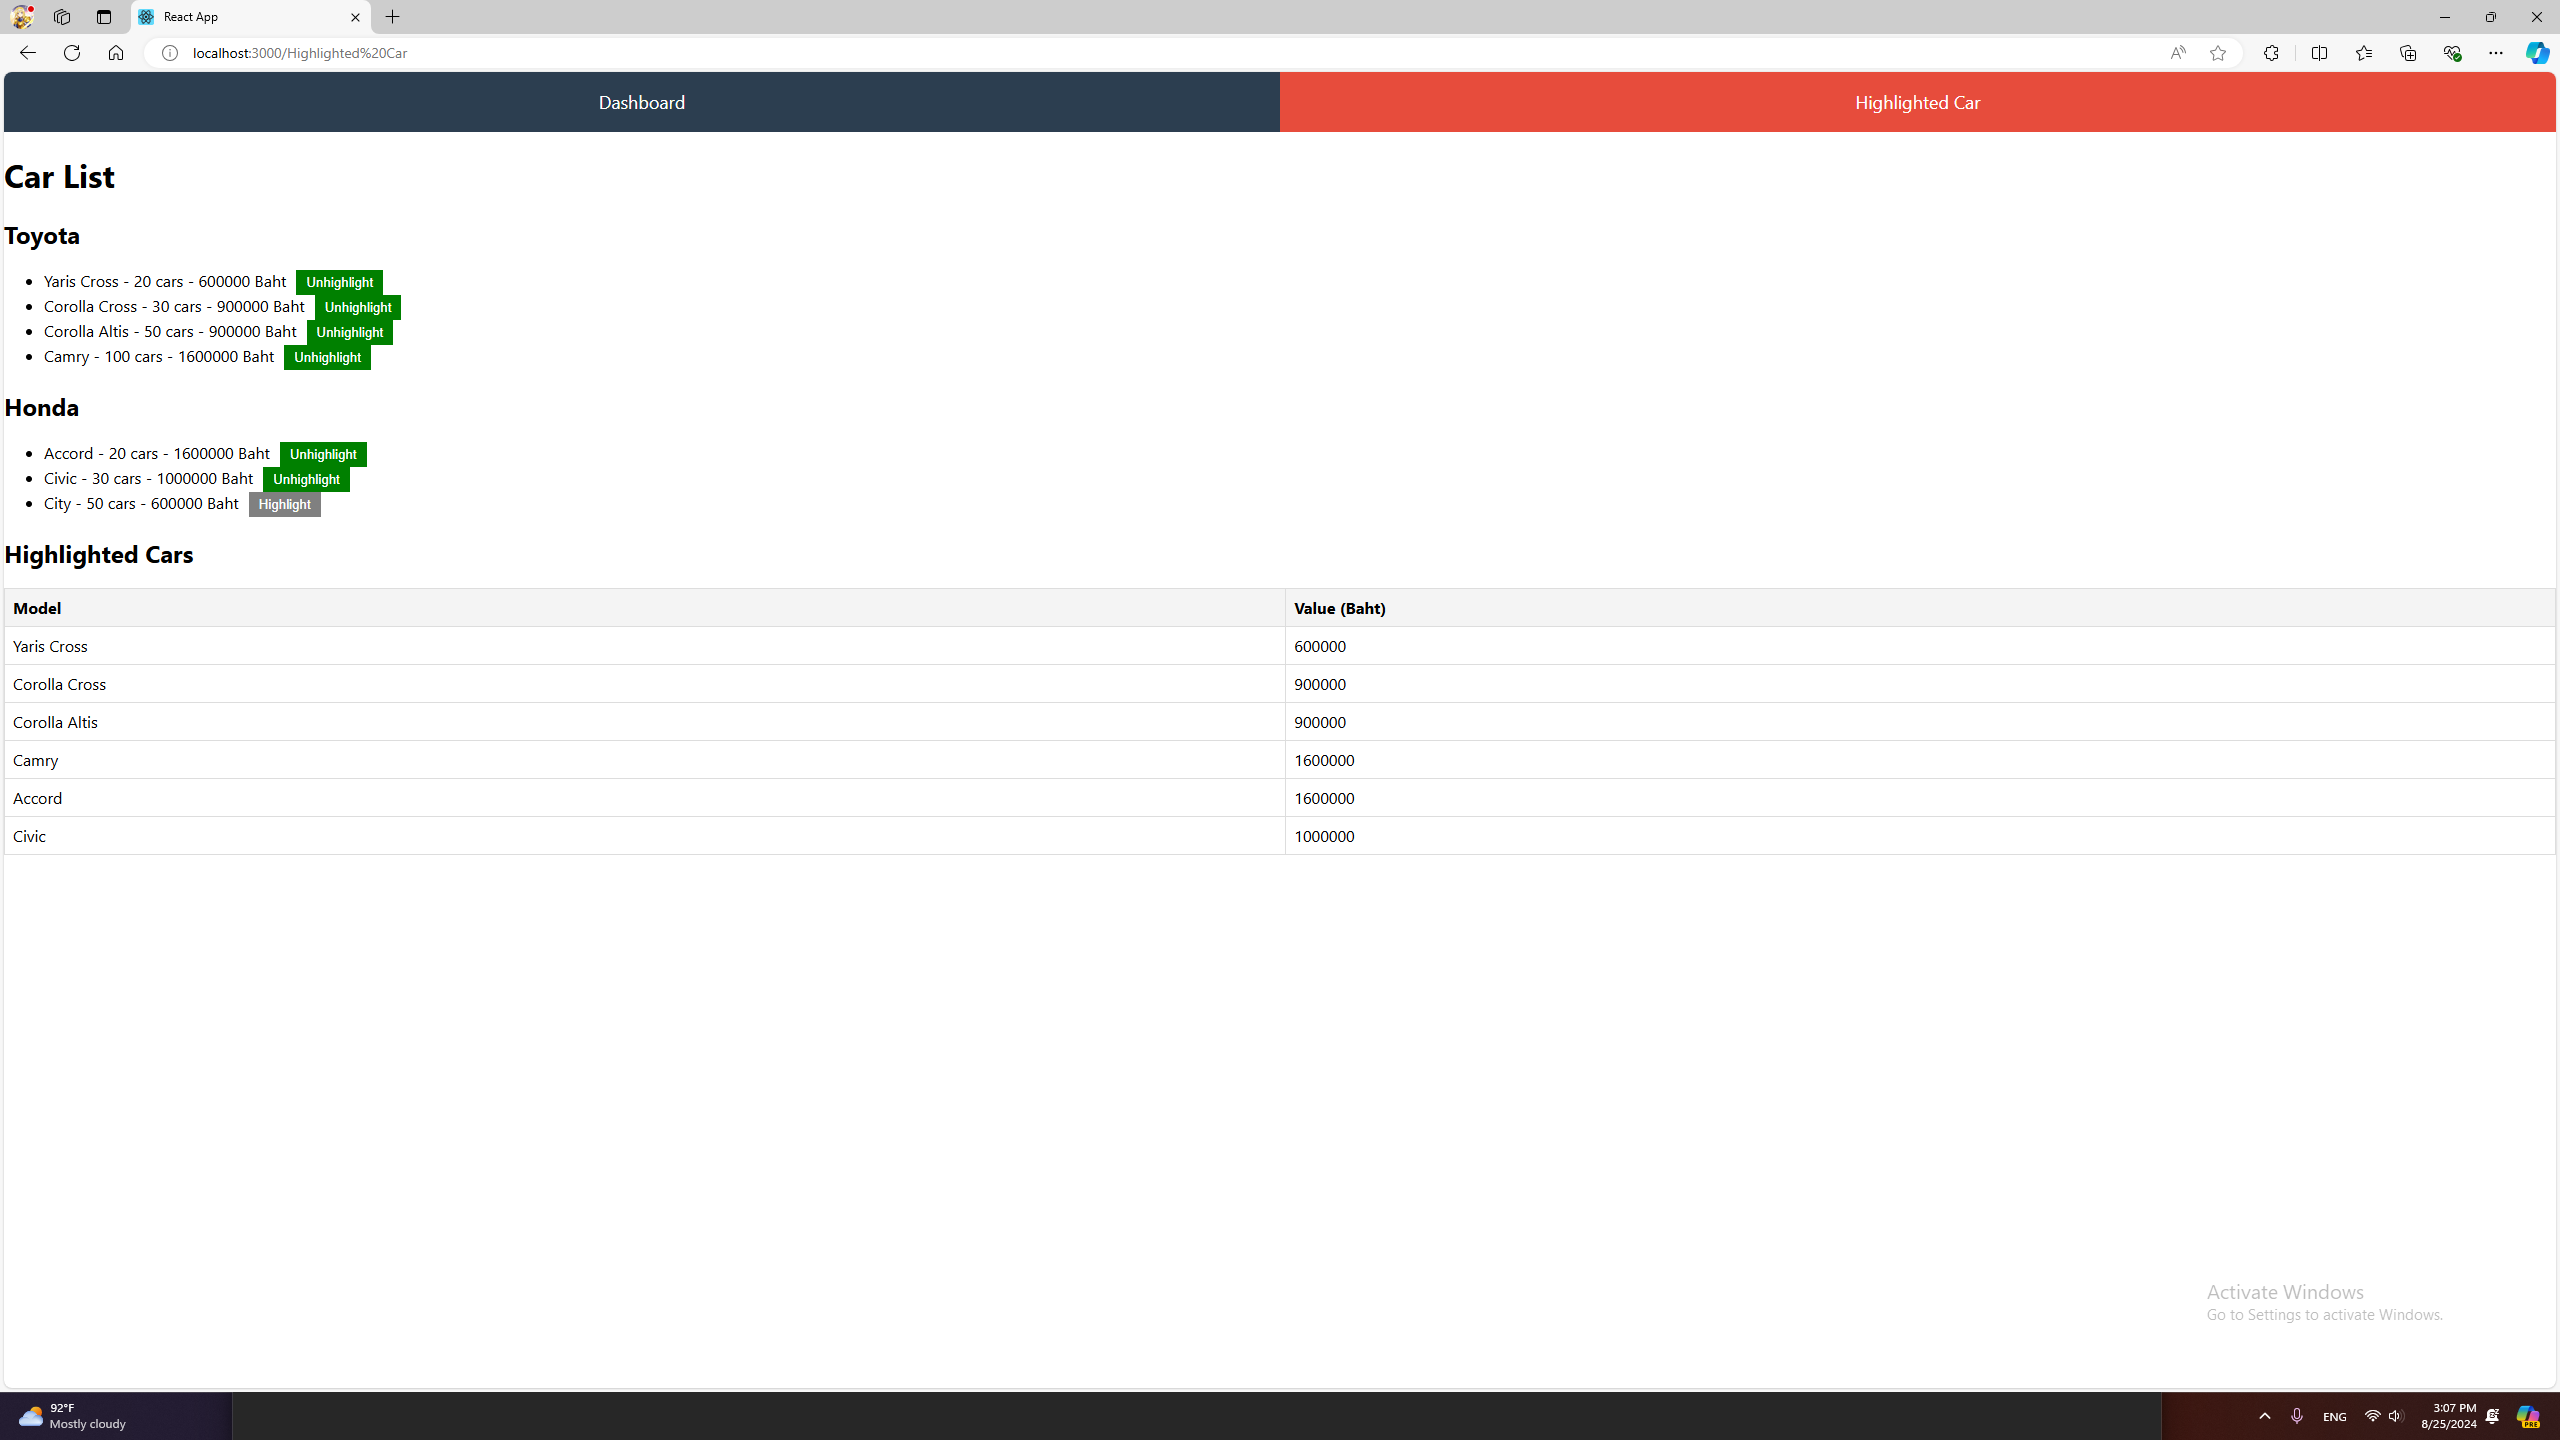 React App
localhost:3000/Highlighted%20Car
Dashboard
Highlighted Car
Car List
Toyota
Yaris Cross - 20 cars - 600000 Baht Unhighlight
Corolla Cross - 30 cars - 900000 Baht Unhighlight
Corolla Altis - 50 cars - 900000 Baht Unhighlight
Camry - 100 cars - 1600000 Baht Unhighlight
Honda
Accord - 20 cars - 1600000 Baht Unhighlight
Civic - 30 cars - 1000000 Baht Unhighlight
City - 50 cars - 600000 Baht Highlight
Highlighted Cars
Model Value (Baht)
Yaris Cross 600000
Corolla Cross 900000
Corolla Altis 900000
Camry 1600000
Accord 1600000
Civic 1000000
Activate Windows
Go to Settings to activate Windows.
92°F
Mostly cloudy
ENG
3:07 PM
8/25/2024
PRE